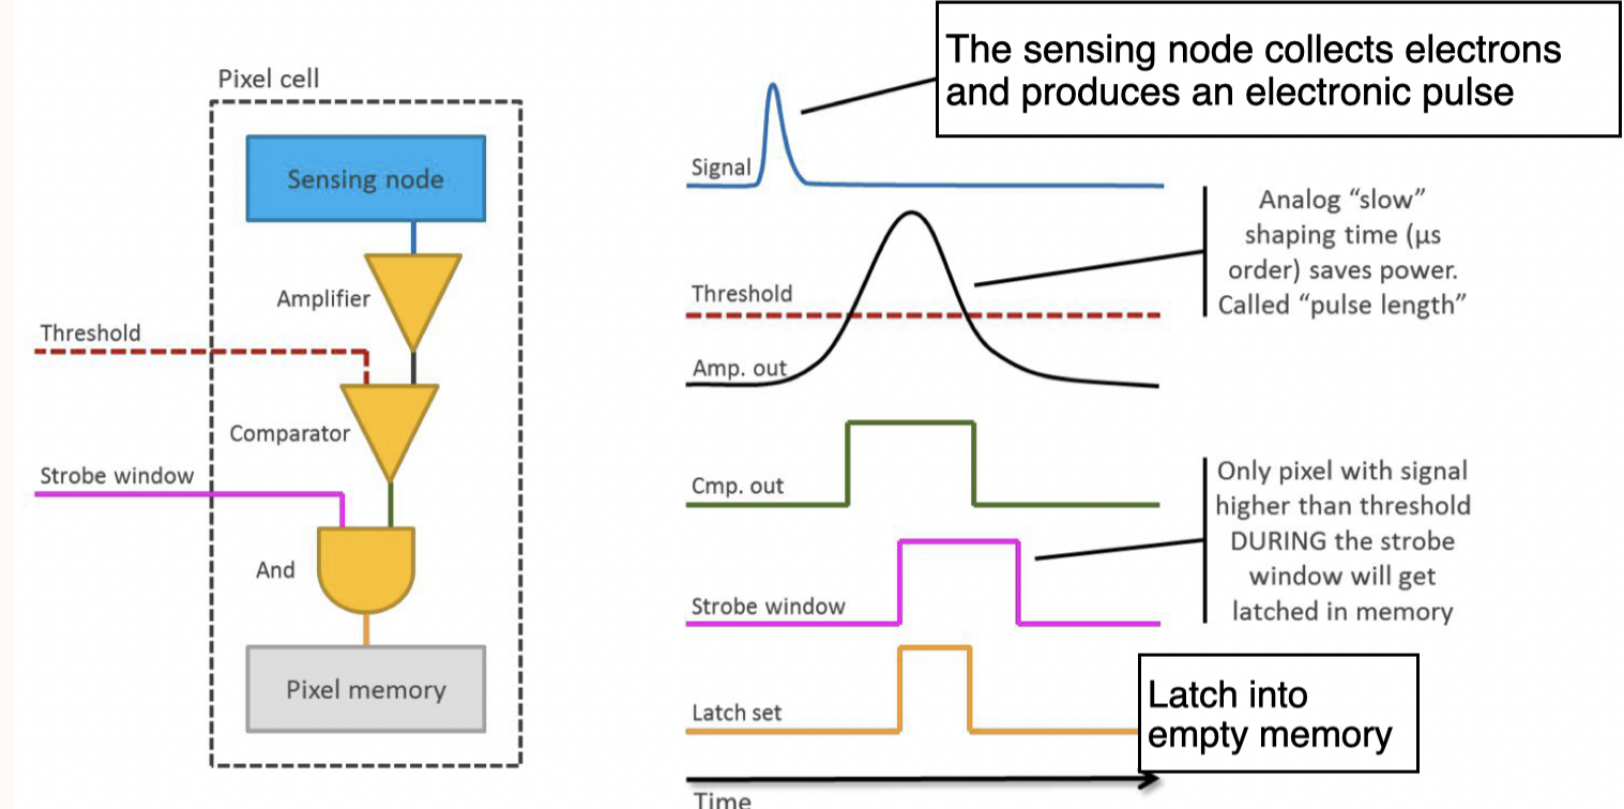 Pixel cell
Sensing node
Amplifier
Threshold
Comparator
Strobe window
And
Pixel memory
The sensing node collects electrons
and produces an electronic pulse
Signal
Analog “slow”
shaping time (µs
order) saves power.
Called “pulse length”
Threshold
Amp. out
Cmp. out
Only pixel with signal
higher than threshold
DURING the strobe
window will get
latched in memory
Strobe window
Latch set
Latch into
empty memory
Time